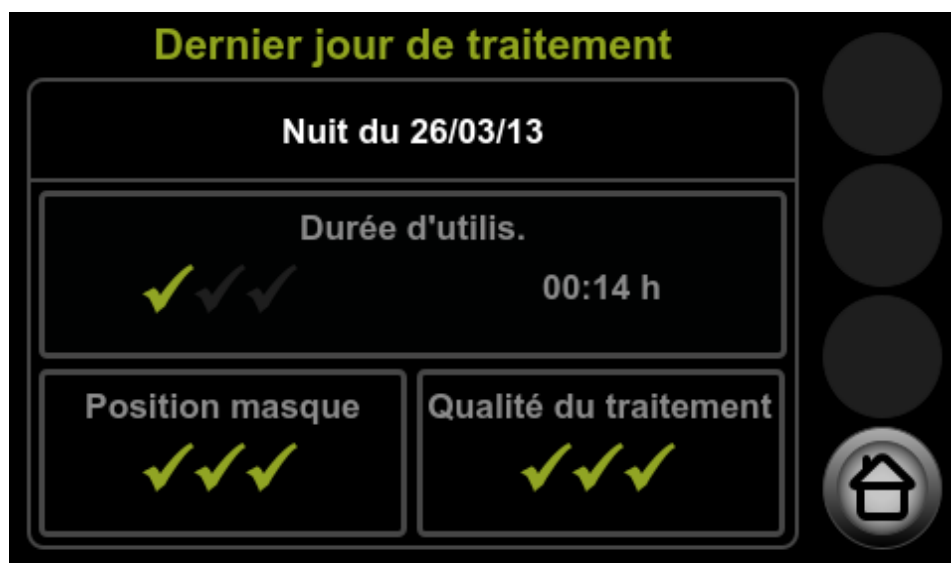 Dernier jour de traitement
Nuit du 26/03/13
Durée d'utilis.
00:14 h
Position masque
Qualité du traitement